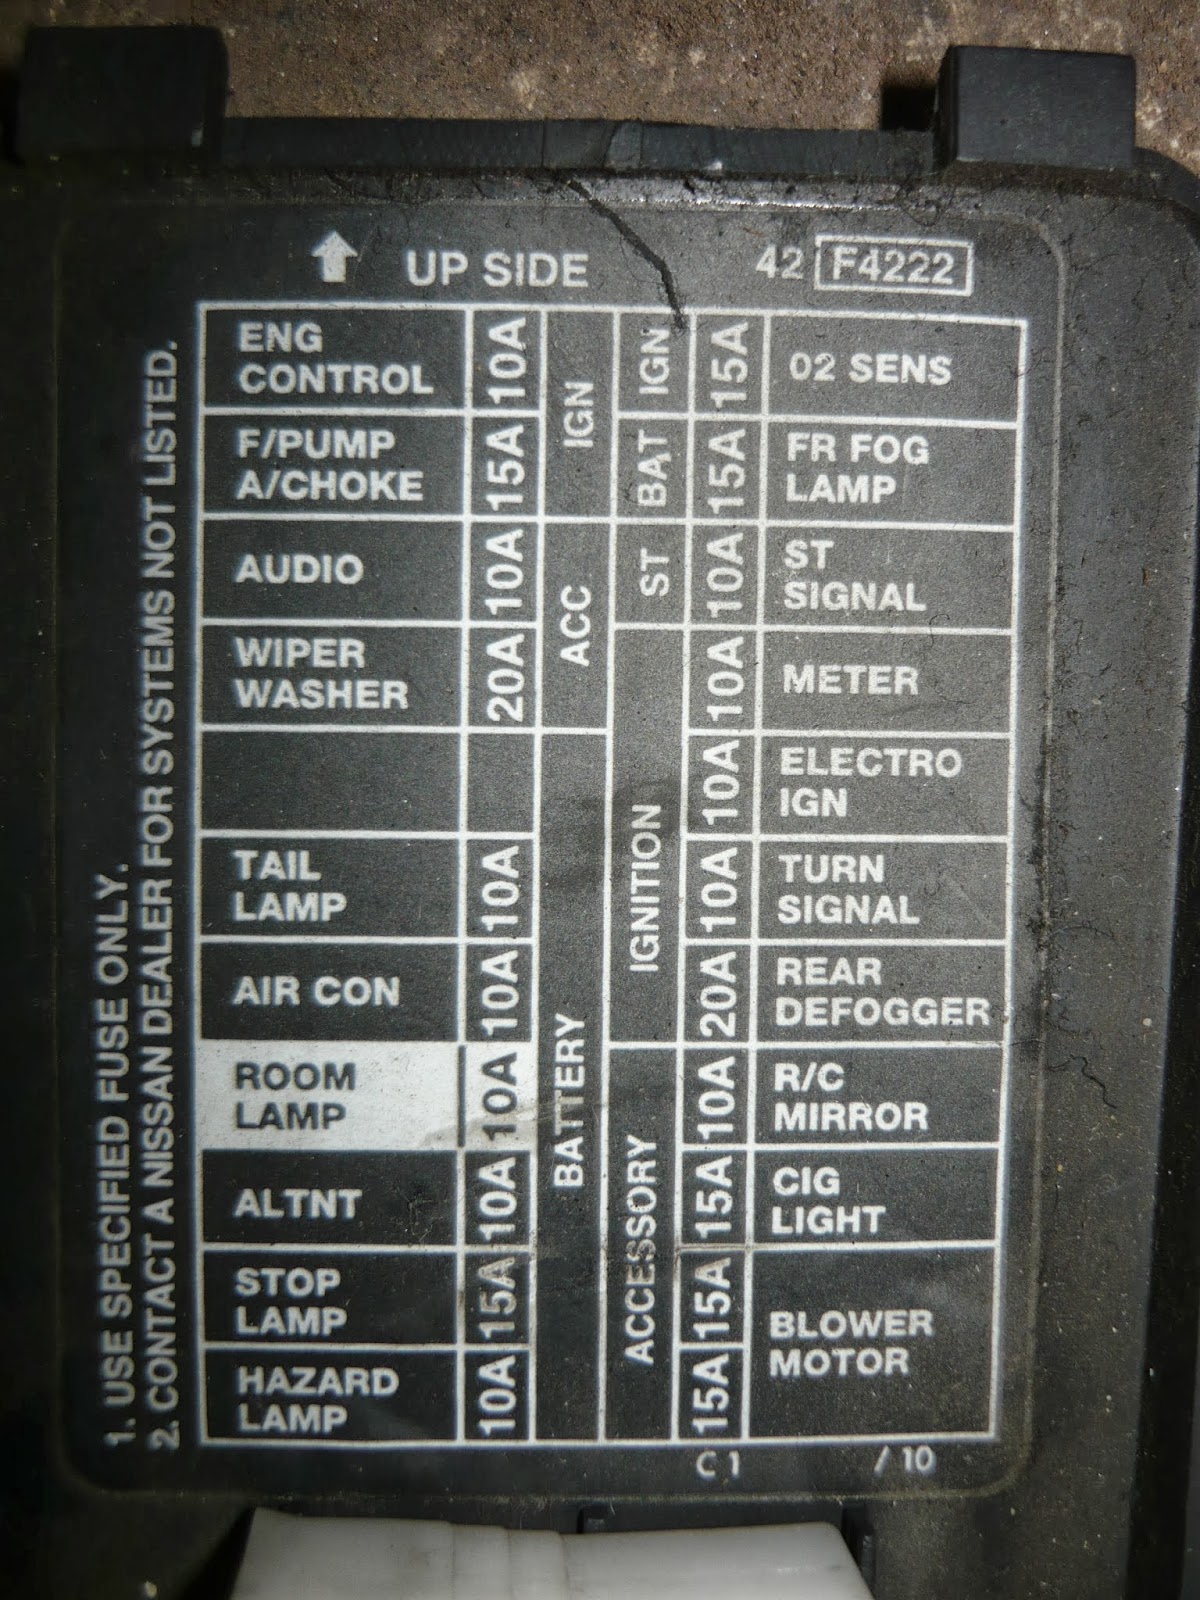 UP SIDE 42 F4222
1. USE SPECIFIED FUSE ONLY.
2. CONTACT A NISSAN DEALER FOR SYSTEMS NOT LISTED.
ENG
CONTROL
10A
F/PUMP
A/CHOKE
15A
IGN
AUDIO
10A
WIPER
WASHER
20A
ACC
TAIL
LAMP
10A
AIR CON
10A
ROOM
LAMP
10A
ALTNT
10A
STOP
LAMP
15A
HAZARD
LAMP
10A
BATTERY
IGN
15A
O2 SENS
BAT
15A
FR FOG
LAMP
ST
10A
ST
SIGNAL
IGNITION
10A
METER
10A
ELECTRO
IGN
10A
TURN
SIGNAL
20A
REAR
DEFOGGER
ACCESSORY
10A
R/C
MIRROR
15A
CIG
LIGHT
15A
15A
BLOWER
MOTOR
C 1 / 10